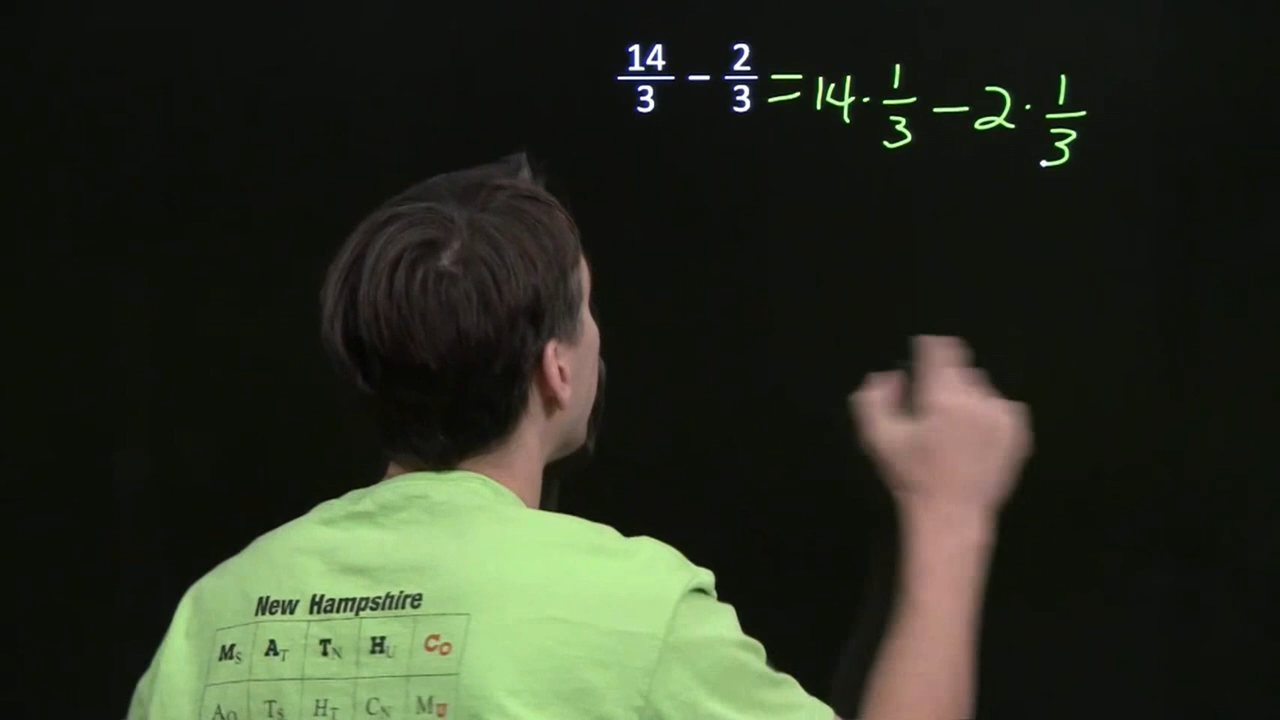 14/3 - 2/3 = 14 · 1/3 - 2 · 1/3
New Hampshire
Ms AT TN HU Co
AO Ts HT CN MU